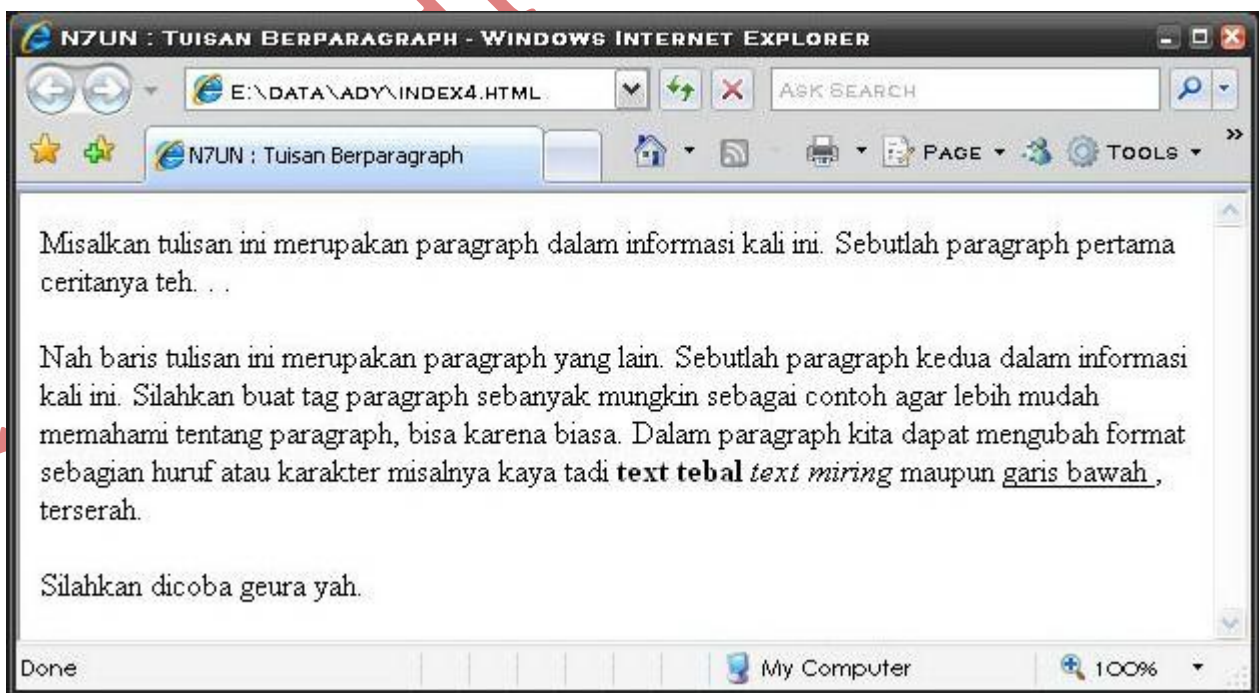 N7UN : TUISAN BERPARAGRAPH - WINDOWS INTERNET EXPLORER
E:\DATA\ADY\INDEX4.HTML
ASK SEARCH
N7UN : Tuisan Berparagraph
PAGE
TOOLS
Misalkan tulisan ini merupakan paragraph dalam informasi kali ini. Sebutlah paragraph pertama
ceritanya teh. . .
Nah baris tulisan ini merupakan paragraph yang lain. Sebutlah paragraph kedua dalam informasi
kali ini. Silahkan buat tag paragraph sebanyak mungkin sebagai contoh agar lebih mudah
memahami tentang paragraph, bisa karena biasa. Dalam paragraph kita dapat mengubah format
sebagian huruf atau karakter misalnya kaya tadi text tebal text miring maupun garis bawah ,
terserah.
Silahkan dicoba geura yah.
Done
My Computer
100%